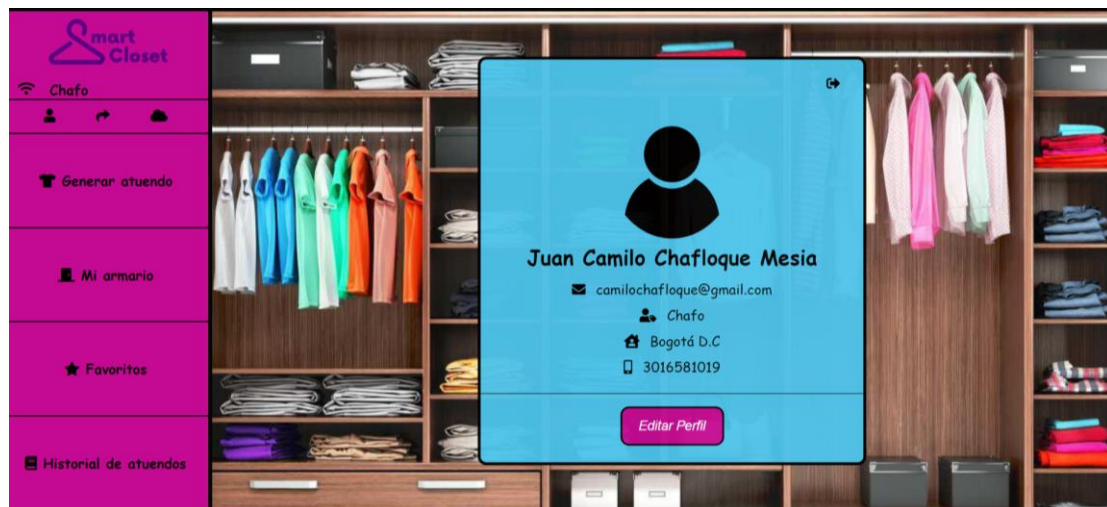 Smart
Closet
Chafo
Generar atuendo
Mi armario
Favoritos
Historial de atuendos
Juan Camilo Chafloque Mesia
camilochafloque@gmail.com
Chafo
Bogotá D.C
3016581019
Editar Perfil